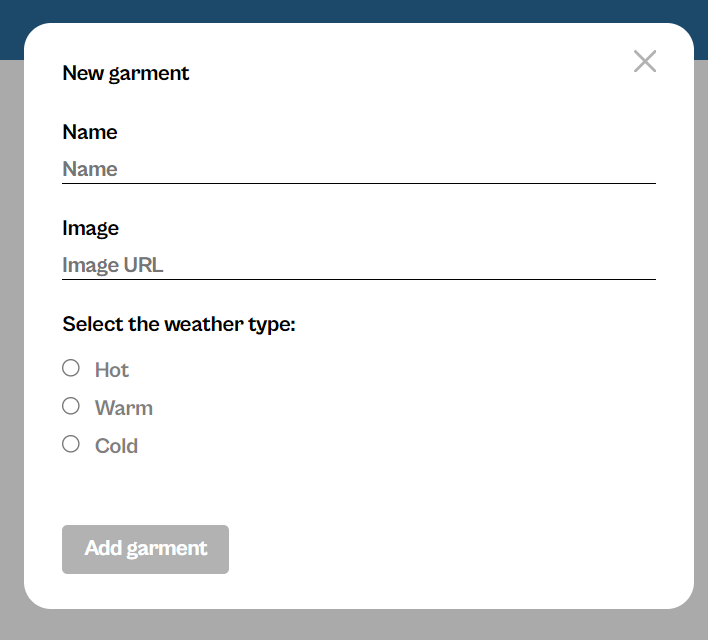 New garment
Name
Name
Image
Image URL
Select the weather type:
Hot
Warm
Cold
Add garment